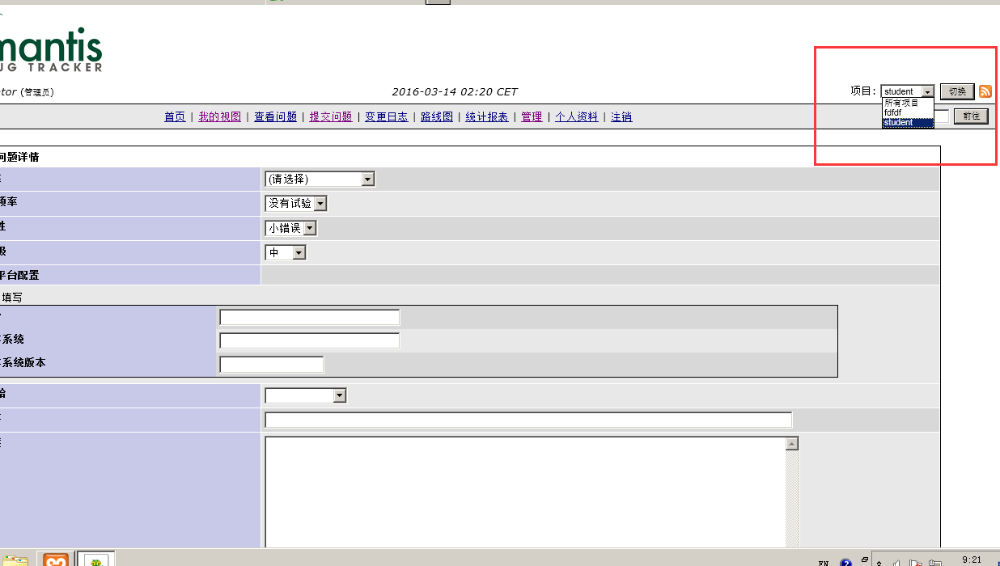 mantis
UG TRACKER
tor (管理员)
2016-03-14 02:20 CET
项目: student 切换
所有项目
fdfdf
student
首页 | 我的视图 | 查看问题 | 提交问题 | 变更日志 | 路线图 | 统计报表 | 管理 | 个人资料 | 注销
前往
问题详情
(请选择)
频率 没有试验
性 小错误
级 中
平台配置
填写
系统
系统版本
给
EN
9:21